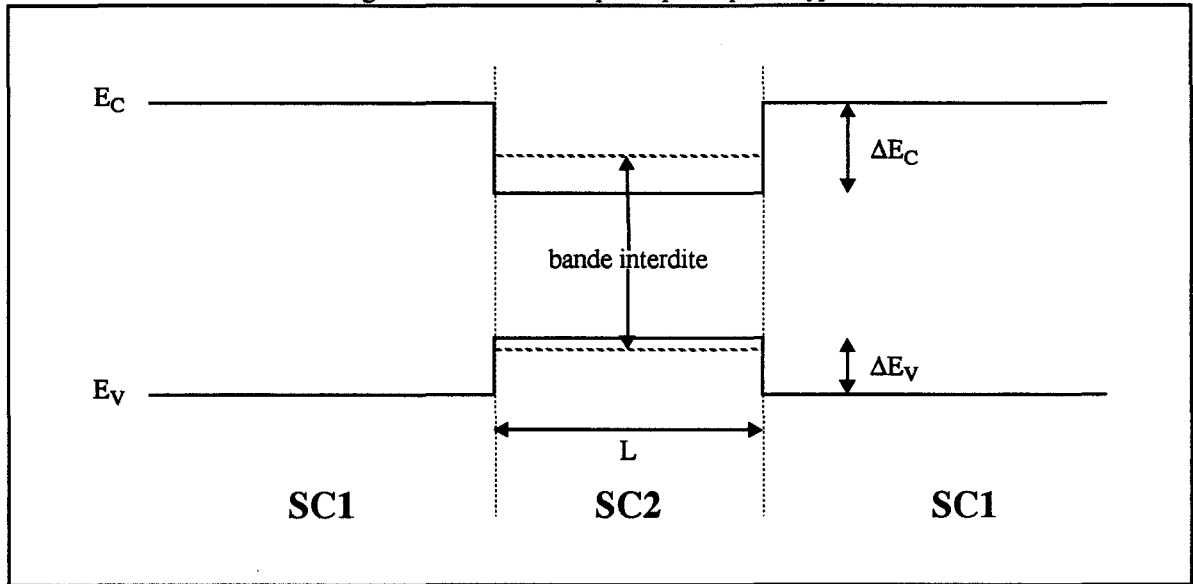 E_C
ΔE_C
bande interdite
ΔE_V
E_V
L
SC1 SC2 SC1